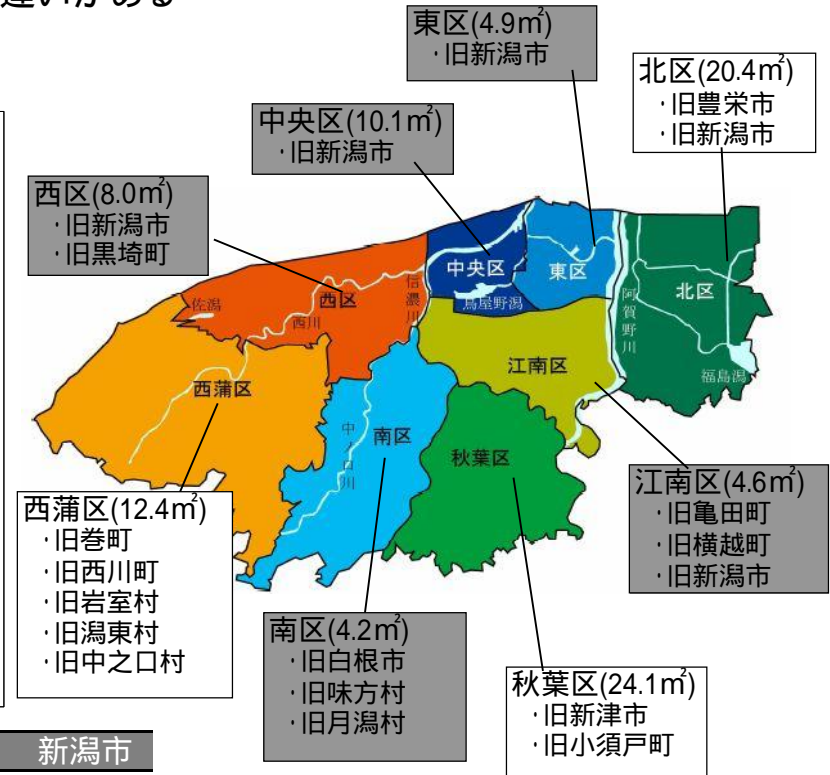 違いがある
東区(4.9㎡)
・旧新潟市
北区(20.4㎡)
・旧豊栄市
・旧新潟市
中央区(10.1㎡)
・旧新潟市
西区(8.0㎡)
・旧新潟市
・旧黒埼町
中央区
東区
北区
西区
信濃川
佐潟
西川
鳥屋野潟
阿賀野川
江南区
福島潟
西蒲区
中ノ口川
南区
秋葉区
西蒲区(12.4㎡)
・旧巻町
・旧西川町
・旧岩室村
・旧潟東村
・旧中之口村
江南区(4.6㎡)
・旧亀田町
・旧横越町
・旧新潟市
南区(4.2㎡)
・旧白根市
・旧味方村
・旧月潟村
秋葉区(24.1㎡)
・旧新津市
・旧小須戸町
新潟市